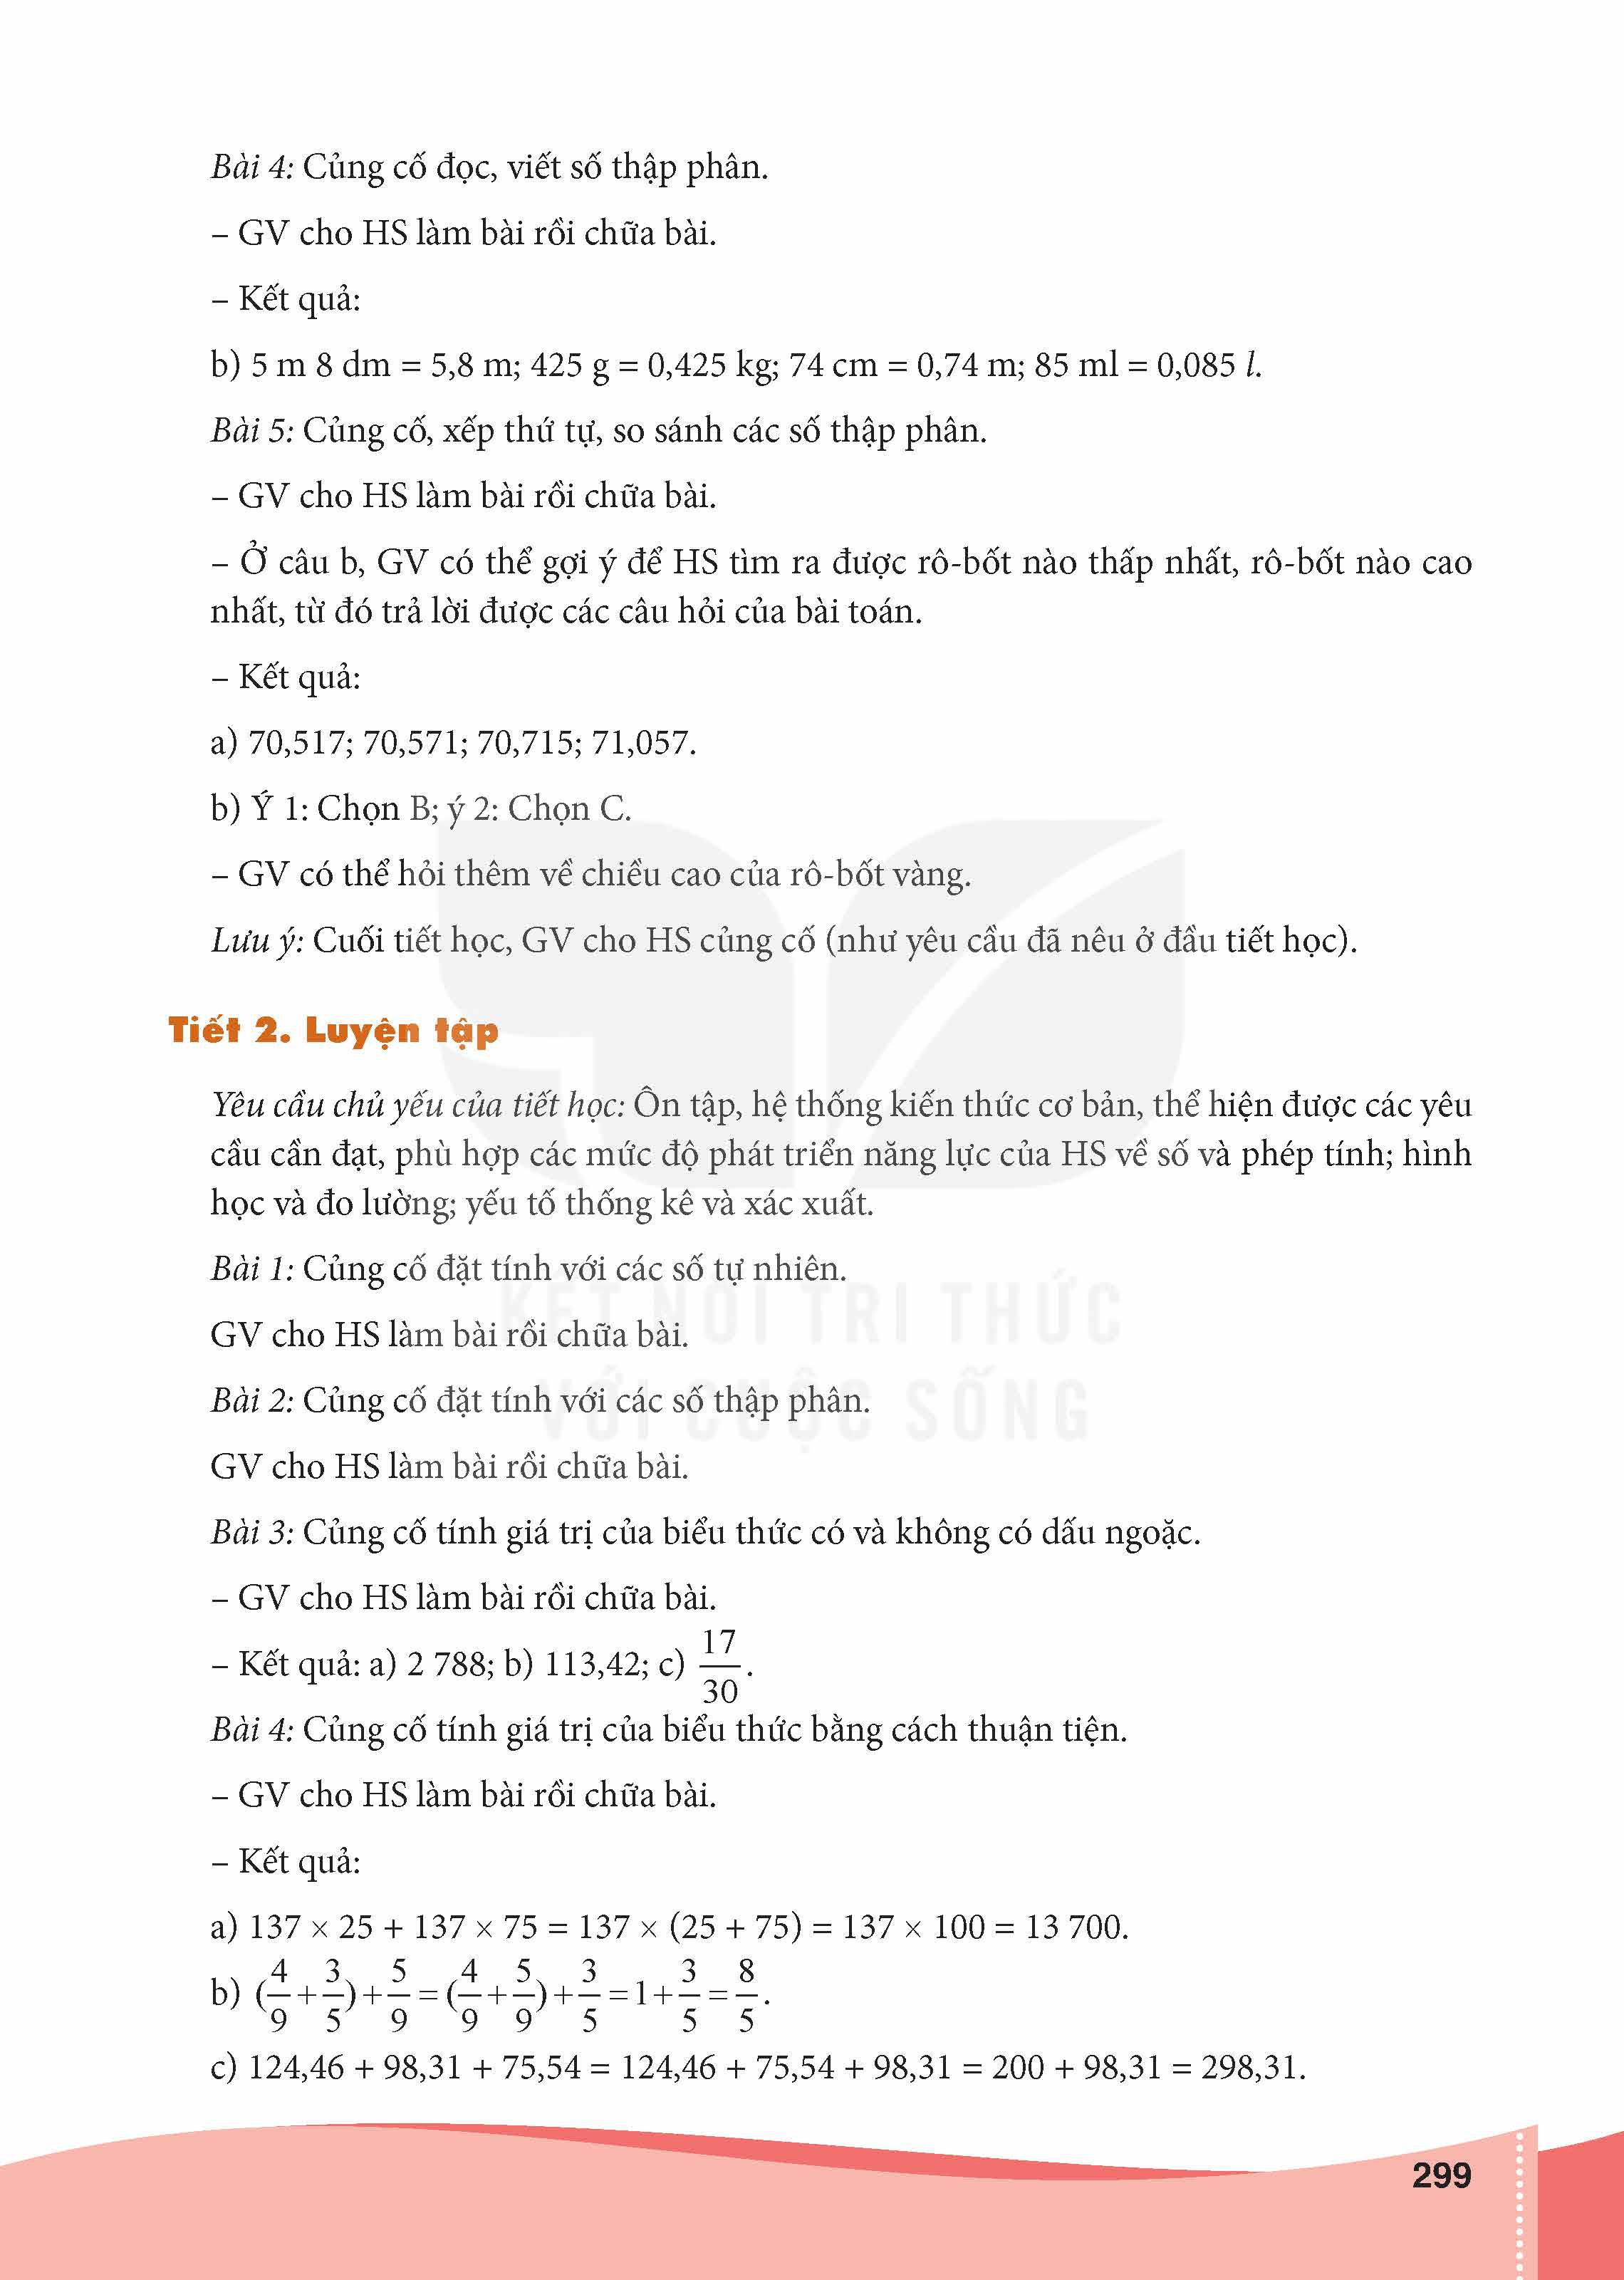 Bài 4: Củng cố đọc, viết số thập phân.
– GV cho HS làm bài rồi chữa bài.
– Kết quả:
b) 5 m 8 dm = 5,8 m; 425 g = 0,425 kg; 74 cm = 0,74 m; 85 ml = 0,085 l.
Bài 5: Củng cố, xếp thứ tự, so sánh các số thập phân.
– GV cho HS làm bài rồi chữa bài.
– Ở câu b, GV có thể gợi ý để HS tìm ra được rô-bốt nào thấp nhất, rô-bốt nào cao
nhất, từ đó trả lời được các câu hỏi của bài toán.
– Kết quả:
a) 70,517; 70,571; 70,715; 71,057.
b) Ý 1: Chọn B; ý 2: Chọn C.
– GV có thể hỏi thêm về chiều cao của rô-bốt vàng.
Lưu ý: Cuối tiết học, GV cho HS củng cố (như yêu cầu đã nêu ở đầu tiết học).
Tiết 2. Luyện tập
Yêu cầu chủ yếu của tiết học: Ôn tập, hệ thống kiến thức cơ bản, thể hiện được các yêu
cầu cần đạt, phù hợp các mức độ phát triển năng lực của HS về số và phép tính; hình
học và đo lường; yếu tố thống kê và xác xuất.
Bài 1: Củng cố đặt tính với các số tự nhiên.
KẾT NỐI TRI THỨC
GV cho HS làm bài rồi chữa bài.
Bài 2: Củng cố đặt tính với các số thập phân.
VỚI CUỘC SỐNG
GV cho HS làm bài rồi chữa bài.
Bài 3: Củng cố tính giá trị của biểu thức có và không có dấu ngoặc.
– GV cho HS làm bài rồi chữa bài.
– Kết quả: a) 2 788; b) 113,42; c) 17/30.
Bài 4: Củng cố tính giá trị của biểu thức bằng cách thuận tiện.
– GV cho HS làm bài rồi chữa bài.
– Kết quả:
a) 137 × 25 + 137 × 75 = 137 × (25 + 75) = 137 × 100 = 13 700.
b) (4/9 + 3/5) + 5/9 = (4/9 + 5/9) + 3/5 = 1 + 3/5 = 8/5.
c) 124,46 + 98,31 + 75,54 = 124,46 + 75,54 + 98,31 = 200 + 98,31 = 298,31.
299